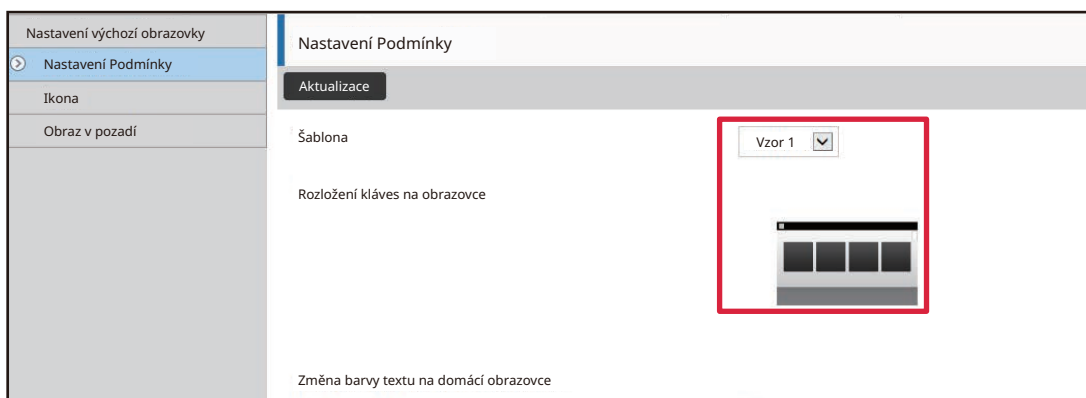 Nastavení výchozí obrazovky
Nastavení Podmínky
Ikona
Obraz v pozadí
Nastavení Podmínky
Aktualizace
Šablona
Vzor 1
Rozložení kláves na obrazovce
Změna barvy textu na domácí obrazovce